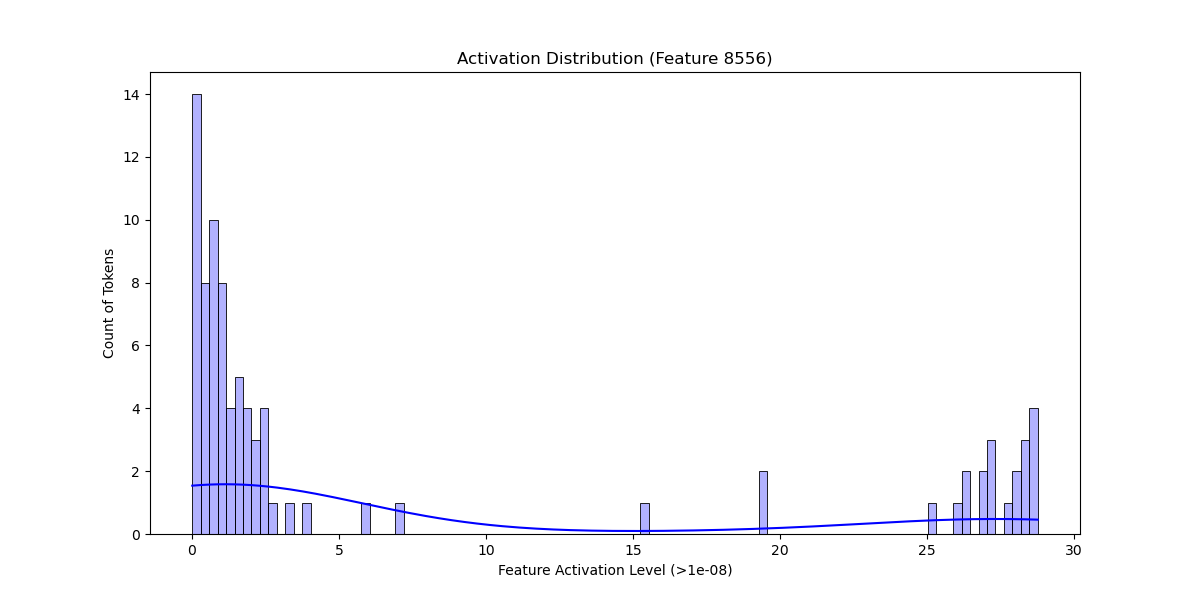 Activation Distribution (Feature 8556)
14
12
10
8
6
4
2
0
Count of Tokens
0 5 10 15 20 25 30
Feature Activation Level (>1e-08)